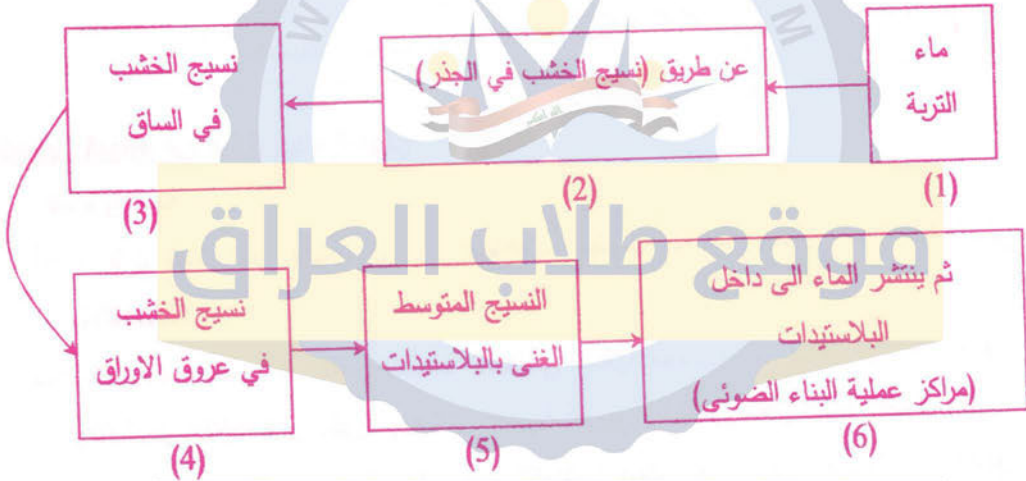 ماء
التربة
(1)
عن طريق (نسيج الخشب في الجذر)
(2)
نسيج الخشب
في الساق
(3)
نسيج الخشب
في عروق الاوراق
(4)
النسيج المتوسط
الغنى بالبلاستيدات
(5)
ثم ينتشر الماء الى داخل
البلاستيدات
(مراكز عملية البناء الضوئى)
(6)
موقع طلاب العراق
W
M